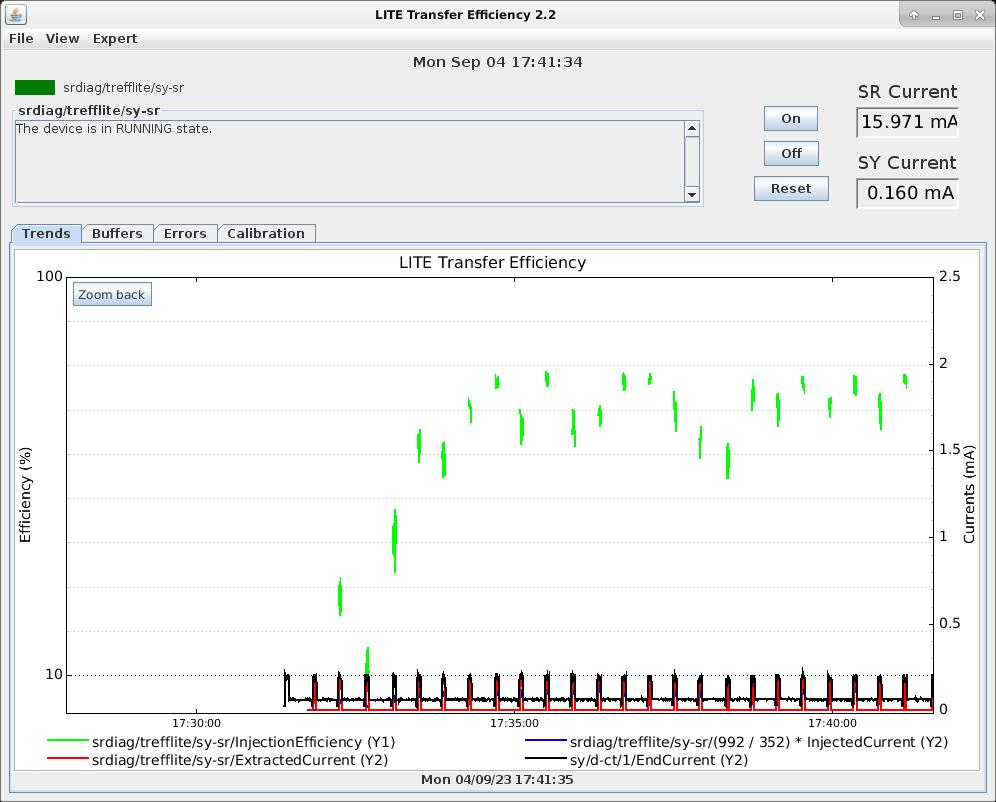 LITE Transfer Efficiency 2.2
File View Expert
Mon Sep 04 17:41:34
srdiag/trefflite/sy-sr
srdiag/trefflite/sy-sr
The device is in RUNNING state.
On
Off
Reset
SR Current
15.971 mA
SY Current
0.160 mA
Trends Buffers Errors Calibration
LITE Transfer Efficiency
Zoom back
100
10
Efficiency (%)
2.5
2
1.5
1
0.5
0
Currents (mA)
17:30:00 17:35:00 17:40:00
srdiag/trefflite/sy-sr/InjectionEfficiency (Y1)
srdiag/trefflite/sy-sr/(992 / 352) * InjectedCurrent (Y2)
srdiag/trefflite/sy-sr/ExtractedCurrent (Y2)
sy/d-ct/1/EndCurrent (Y2)
Mon 04/09/23 17:41:35